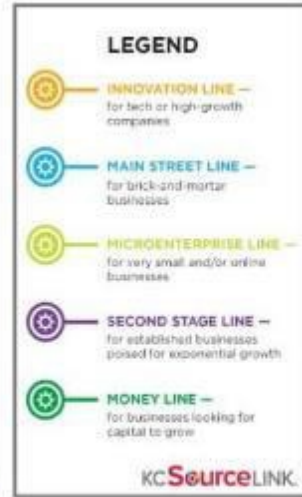 LEGEND
INNOVATION LINE —
for tech or high-growth
companies
MAIN STREET LINE —
for brick-and-mortar
businesses
MICROENTERPRISE LINE —
for very small and/or online
businesses
SECOND STAGE LINE —
for established businesses
poised for exponential growth
MONEY LINE —
for businesses looking for
capital to grow
KCSourceLINK.